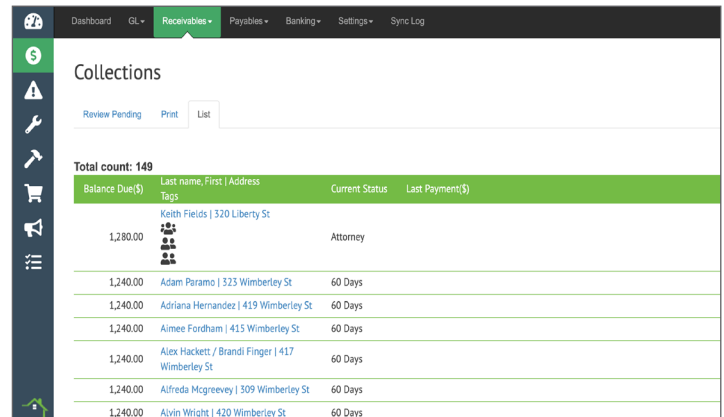 Dashboard GL Receivables Payables Banking Settings Sync Log
Collections
Review Pending Print List
Total count: 149
Balance Due($) Last name, First | Address Current Status Last Payment($)
Tags
Keith Fields | 320 Liberty St
1,280.00 Attorney
1,240.00 Adam Paramo | 323 Wimberley St 60 Days
1,240.00 Adriana Hernandez | 419 Wimberley St 60 Days
1,240.00 Aimee Fordham | 415 Wimberley St 60 Days
1,240.00 Alex Hackett / Brandi Finger | 417 60 Days
Wimberley St
1,240.00 Alfreda Mcgreevey | 309 Wimberley St 60 Days
1,240.00 Alvin Wright | 420 Wimberley St 60 Days